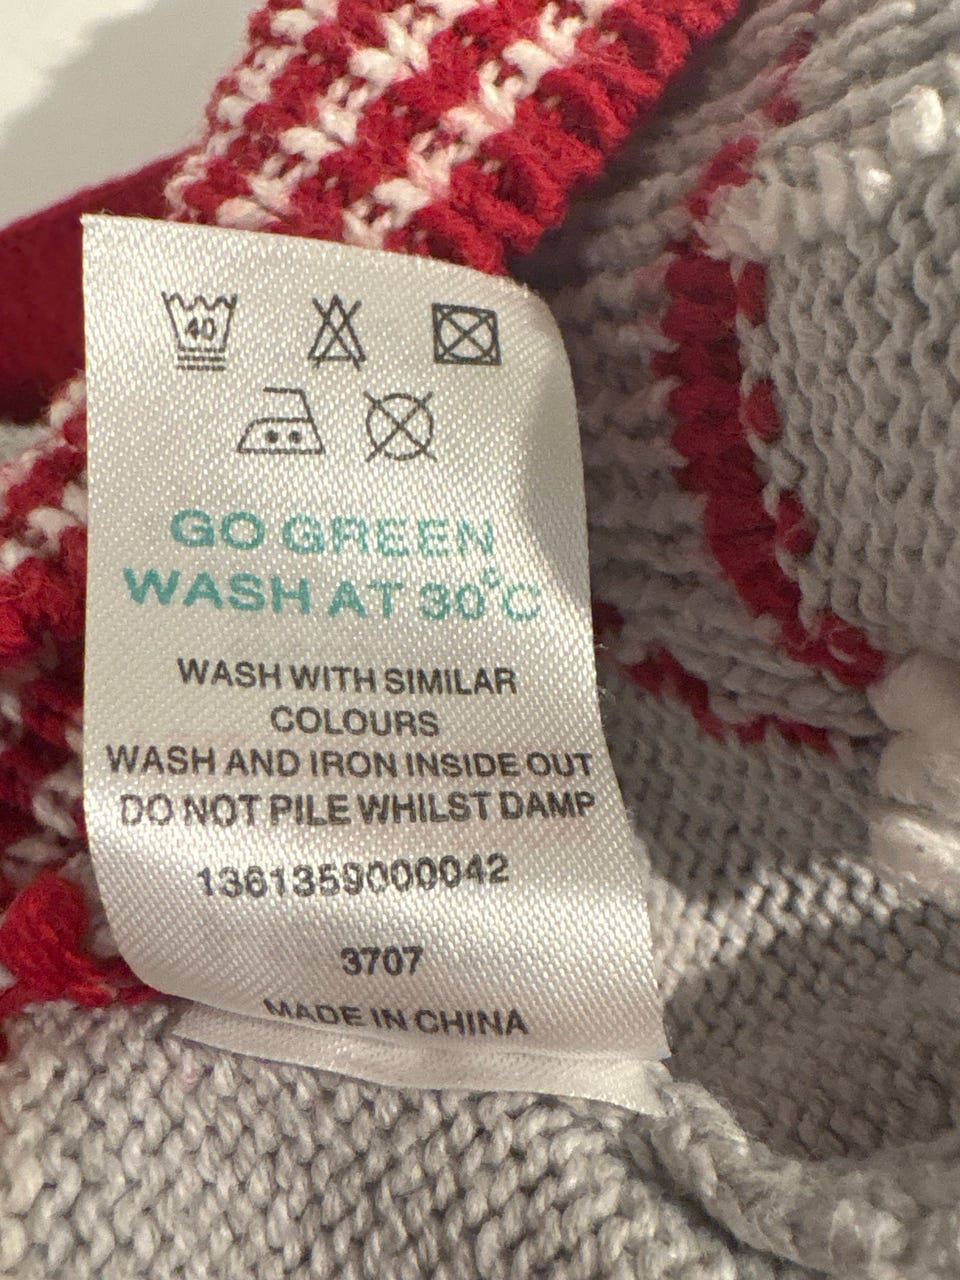 40
GO GREEN
WASH AT 30°C
WASH WITH SIMILAR
COLOURS
WASH AND IRON INSIDE OUT
DO NOT PILE WHILST DAMP
1361359000042
3707
MADE IN CHINA